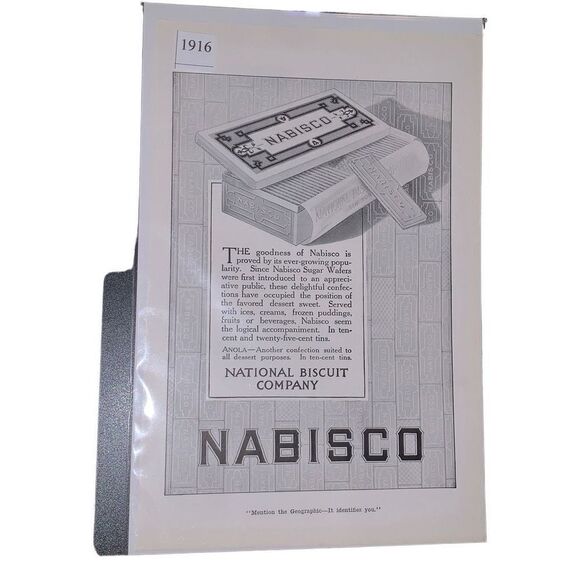 1916
NABISCO
NABISCO
NABISCO
THE goodness of Nabisco is
proved by its ever-growing popu-
larity. Since Nabisco Sugar Wafers
were first introduced to an appreci-
ative public, these delightful confec-
tions have occupied the position of
the favored dessert sweet. Served
with ices, creams, frozen puddings,
fruits or beverages, Nabisco seem
the logical accompaniment. In ten-
cent and twenty-five-cent tins.
ANOLA—Another confection suited to
all dessert purposes. In ten-cent tins.
NATIONAL BISCUIT
COMPANY
NABISCO
"Mention the Geographic—It identifies you."